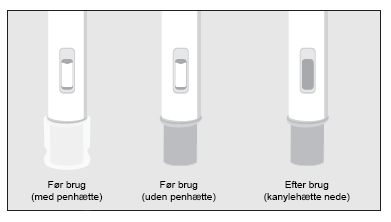 Før brug
(med penhætte)
Før brug
(uden penhætte)
Efter brug
(kanylehætte nede)